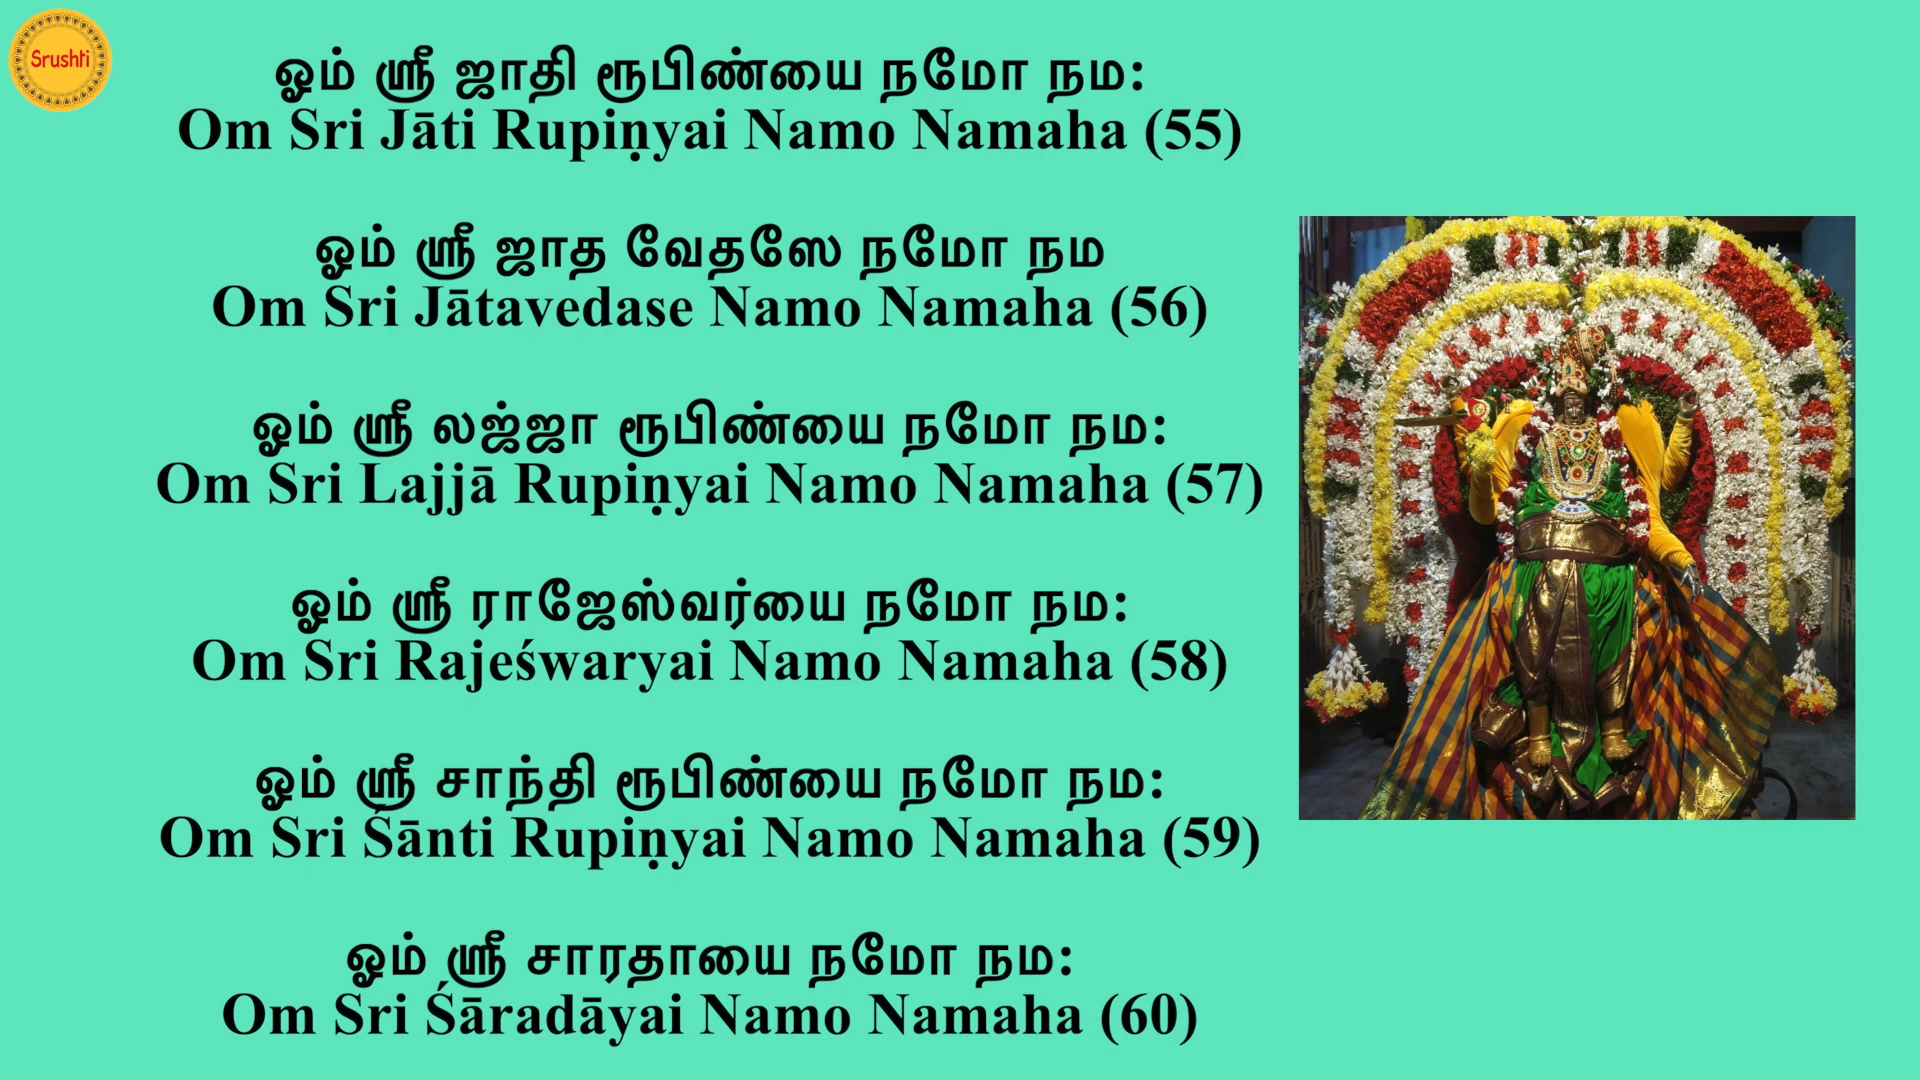 Srushti
ஓம் ஸ்ரீ ஜாதி ரூபிண்யை நமோ நம:
Om Sri Jāti Rupiṇyai Namo Namaha (55)
ஓம் ஸ்ரீ ஜாத வேதஸே நமோ நம
Om Sri Jātavedase Namo Namaha (56)
ஓம் ஸ்ரீ லஜ்ஜா ரூபிண்யை நமோ நம:
Om Sri Lajjā Rupiṇyai Namo Namaha (57)
ஓம் ஸ்ரீ ராஜேஸ்வர்யை நமோ நம:
Om Sri Rajeśwaryai Namo Namaha (58)
ஓம் ஸ்ரீ சாந்தி ரூபிண்யை நமோ நம:
Om Sri Śānti Rupiṇyai Namo Namaha (59)
ஓம் ஸ்ரீ சாரதாயை நமோ நம:
Om Sri Śāradāyai Namo Namaha (60)